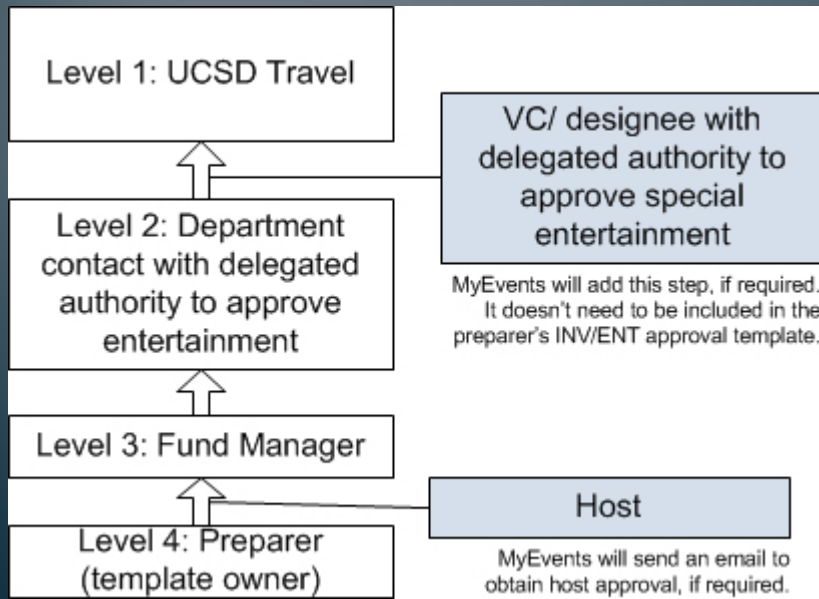 Level 1: UCSD Travel
VC/ designee with
delegated authority to
approve special
entertainment
MyEvents will add this step, if required.
It doesn't need to be included in the
preparer's INV/ENT approval template.
Level 2: Department
contact with delegated
authority to approve
entertainment
Level 3: Fund Manager
Host
MyEvents will send an email to
obtain host approval, if required.
Level 4: Preparer
(template owner)